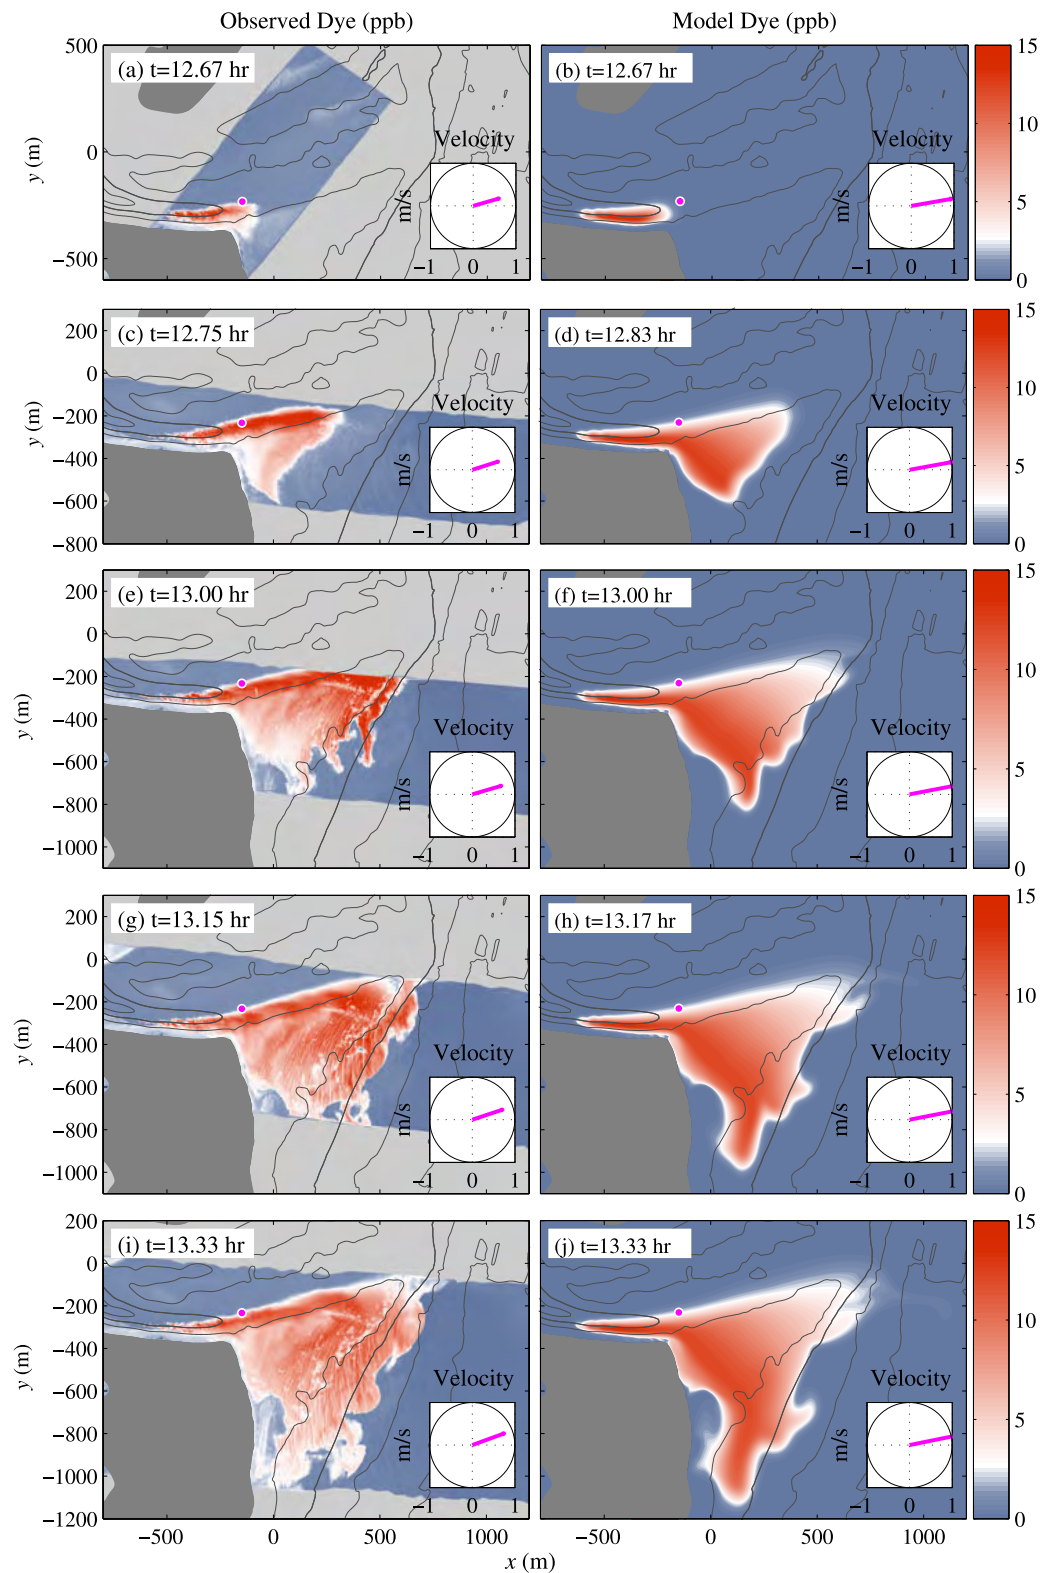 Observed Dye (ppb) Model Dye (ppb)
(a) t=12.67 hr (b) t=12.67 hr
500
0
−500
y (m)
Velocity
m/s
−1 0 1
Velocity
m/s
−1 0 1
15
10
5
0
(c) t=12.75 hr (d) t=12.83 hr
200
0
−200
−400
−600
−800
y (m)
Velocity
m/s
−1 0 1
Velocity
m/s
−1 0 1
15
10
5
0
(e) t=13.00 hr (f) t=13.00 hr
200
0
−200
−400
−600
−800
−1000
y (m)
Velocity
m/s
−1 0 1
Velocity
m/s
−1 0 1
15
10
5
0
(g) t=13.15 hr (h) t=13.17 hr
200
0
−200
−400
−600
−800
−1000
y (m)
Velocity
m/s
−1 0 1
Velocity
m/s
−1 0 1
15
10
5
0
(i) t=13.33 hr (j) t=13.33 hr
200
0
−200
−400
−600
−800
−1000
−1200
y (m)
Velocity
m/s
−1 0 1
Velocity
m/s
−1 0 1
15
10
5
0
−500 0 500 1000 −500 0 500 1000
x (m)